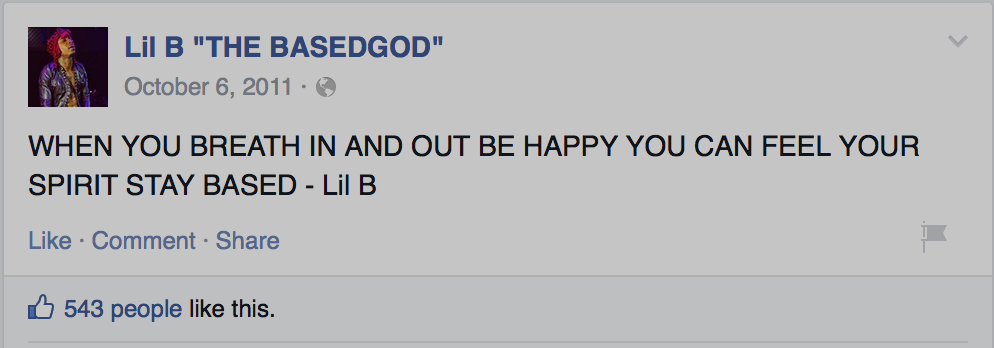 Lil B "THE BASEDGOD"
October 6, 2011 ·
WHEN YOU BREATH IN AND OUT BE HAPPY YOU CAN FEEL YOUR
SPIRIT STAY BASED - Lil B
Like · Comment · Share
543 people like this.